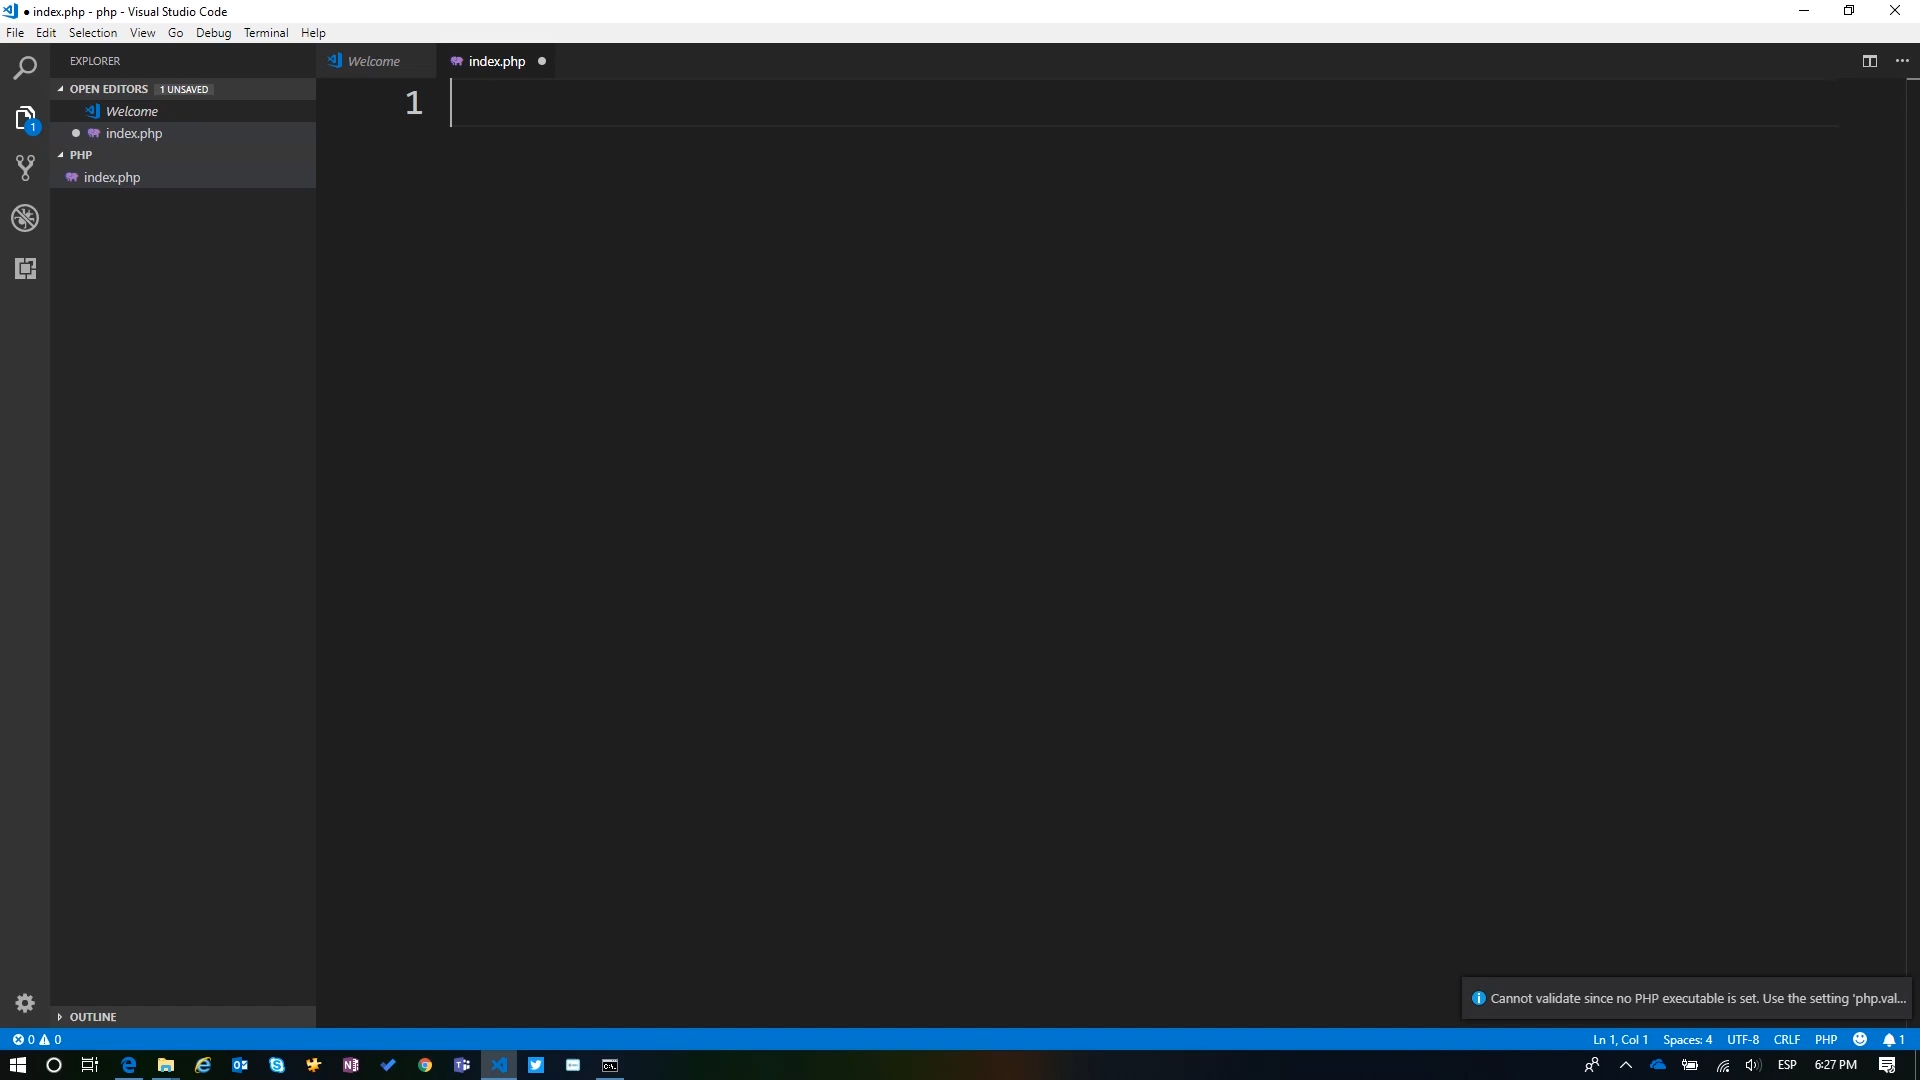 ● index.php - php - Visual Studio Code
File Edit Selection View Go Debug Terminal Help
EXPLORER
OPEN EDITORS 1 UNSAVED
Welcome
index.php
PHP
index.php
OUTLINE
Welcome
index.php
1
1
Cannot validate since no PHP executable is set. Use the setting 'php.val...
0 0
Ln 1, Col 1 Spaces: 4 UTF-8 CRLF PHP 1
ESP 6:27 PM